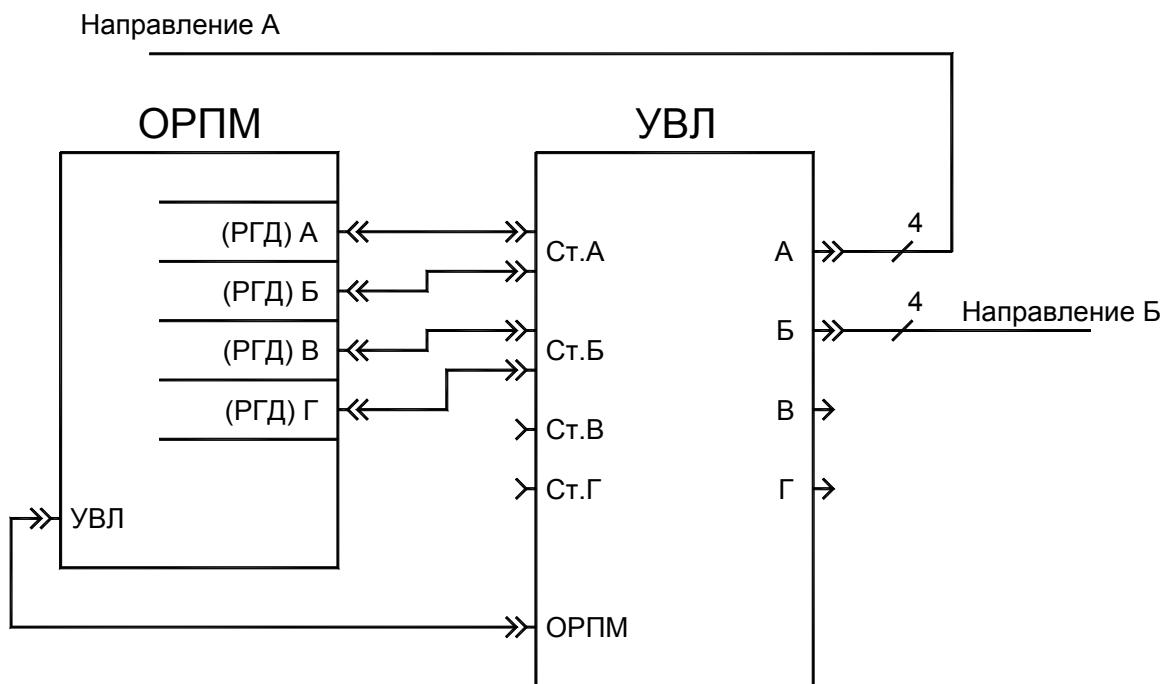 Направление А
ОРПМ
УВЛ
(РГД) А
(РГД) Б
(РГД) В
(РГД) Г
УВЛ
Ст.А
Ст.Б
Ст.В
Ст.Г
ОРПМ
А
Б
В
Г
4
4
Направление Б